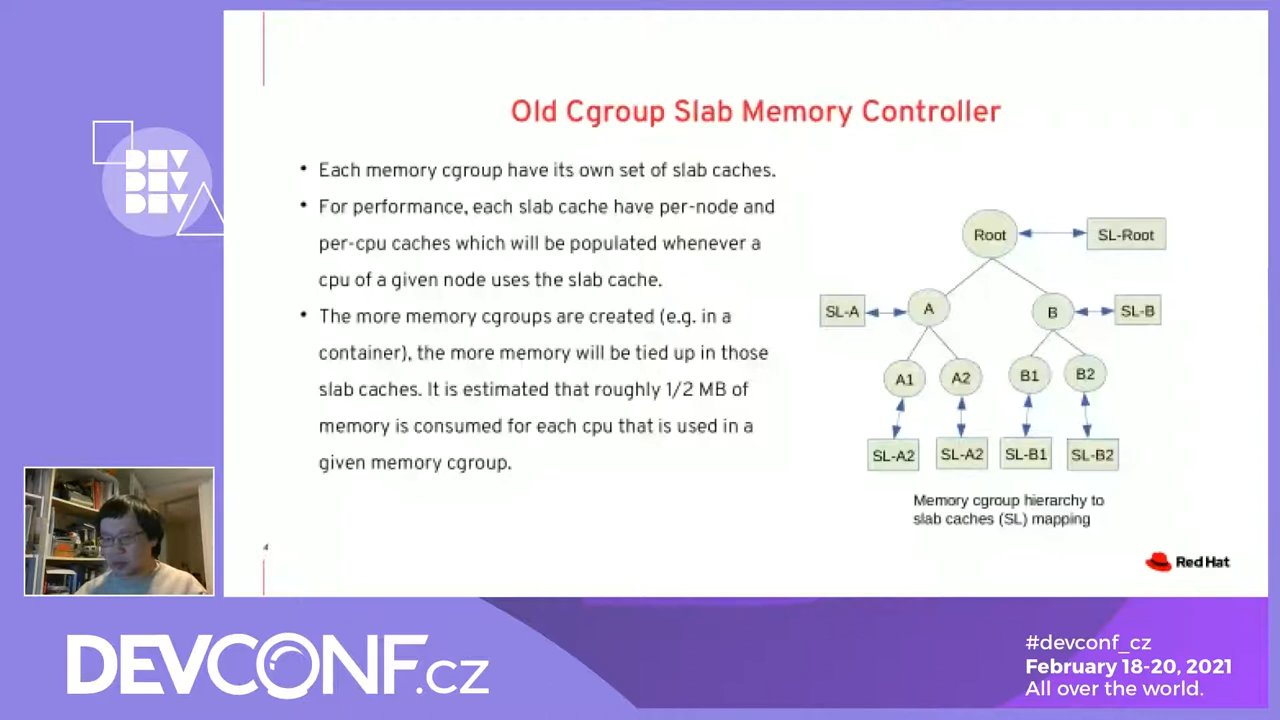 Old Cgroup Slab Memory Controller
• Each memory cgroup have its own set of slab caches.
• For performance, each slab cache have per-node and
per-cpu caches which will be populated whenever a
cpu of a given node uses the slab cache.
• The more memory cgroups are created (e.g. in a
container), the more memory will be tied up in those
slab caches. It is estimated that roughly 1/2 MB of
memory is consumed for each cpu that is used in a
given memory cgroup.
Root
SL-Root
SL-A
A
B
SL-B
A1
A2
B1
B2
SL-A2
SL-A2
SL-B1
SL-B2
Memory cgroup hierarchy to
slab caches (SL) mapping
4
Red Hat
DEV
DEV
DEV
DEVCONF.cz
#devconf_cz
February 18-20, 2021
All over the world.